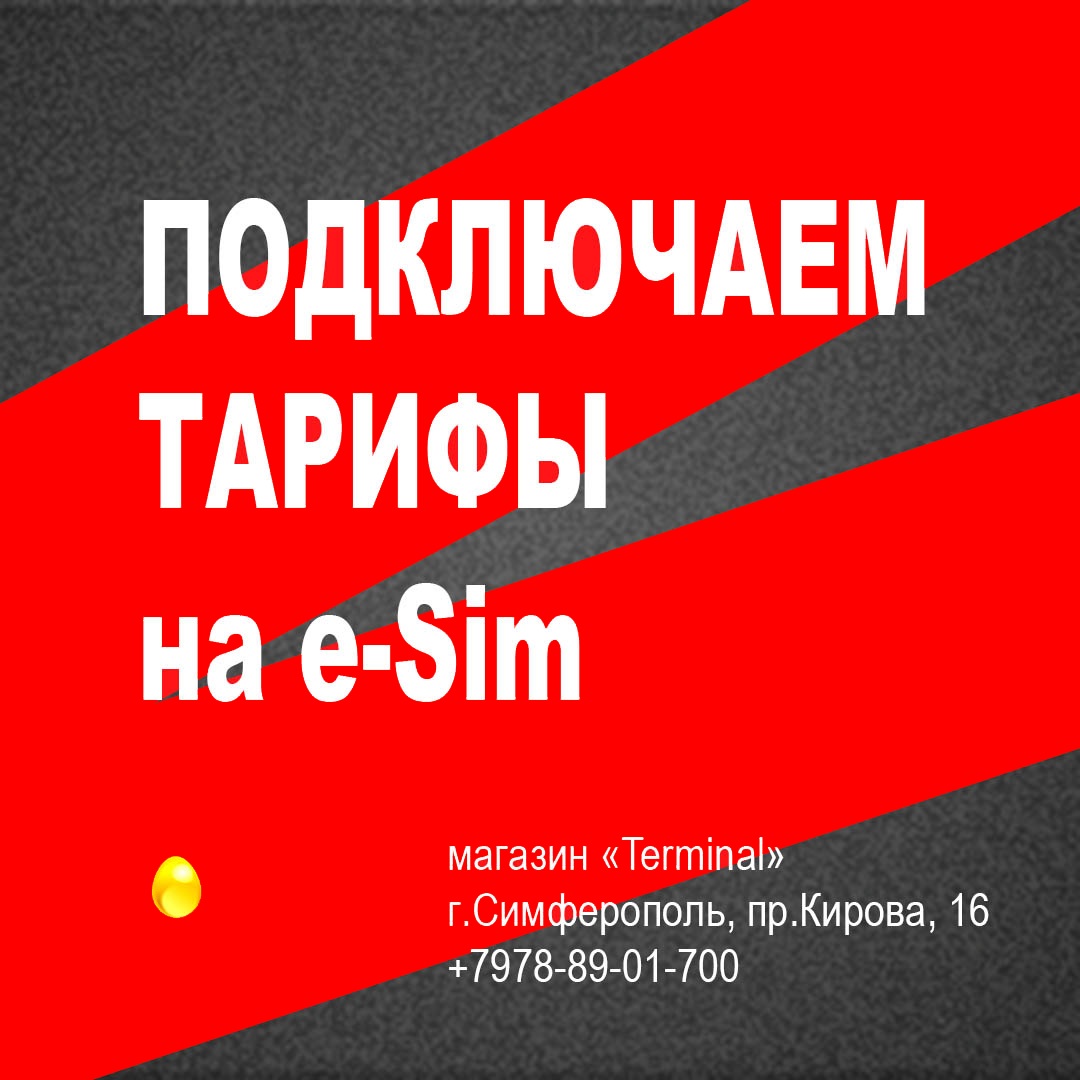 ПОДКЛЮЧАЕМ
ТАРИФЫ
на e-Sim
магазин «Terminal»
г.Симферополь, пр.Кирова, 16
+7978-89-01-700